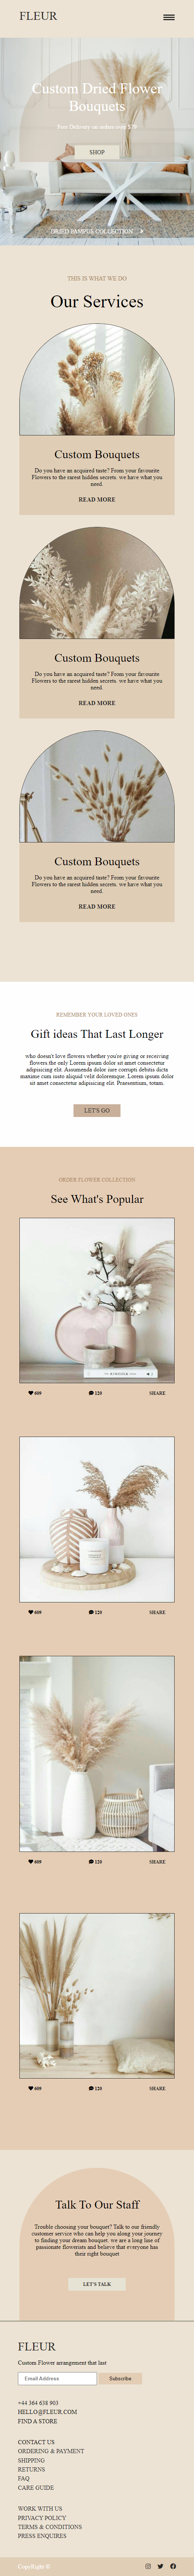 FLEUR
Custom Dried Flower
Bouquets
Fast Delivery on orders over $79
SHOP
DRIED PAMPUE COLLECTION
THIS IS WHAT WE DO
Our Services
Custom Bouquets
Do you have an acquired taste? From your favourite
Flowers to the rarest hidden secrets. we have what you
need.
READ MORE
Custom Bouquets
Do you have an acquired taste? From your favourite
Flowers to the rarest hidden secrets. we have what you
need.
READ MORE
Custom Bouquets
Do you have an acquired taste? From your favourite
Flowers to the rarest hidden secrets. we have what you
need.
READ MORE
REMEMBER YOUR LOVED ONES
Gift ideas That Last Longer
who doesn't love flowers whether you're giving or receiving
flowers.the only Lorem ipsum dolor sit amet consectetur
adipisicing elit. Assumenda dolor iure corrupti debitis dicta
maxime cum iusto aliquid velit doloremque. Lorem ipsum dolor
sit amet consectetur adipisicing elit. Praesentium, totam.
LET'S GO
ORDER FLOWER COLLECTION
See What's Popular
609 120 SHARE
609 120 SHARE
609 120 SHARE
609 120 SHARE
Talk To Our Staff
Trouble choosing your bouquet? Talk to our friendly
customer service who can help you along your journey
to finding your dream bouquet. we are a long line of
passionate flowerists and believe that everyone has
their right bouquet
LET'S TALK
FLEUR
Custom Flower arrangement that last
Email Address Subscribe
+44 364 638 903
HELLO@FLEUR.COM
FIND A STORE
CONTACT US
ORDERING & PAYMENT
SHIPPING
RETURNS
FAQ
CARE GUIDE
WORK WITH US
PRIVACY POLICY
TERMS & CONDITIONS
PRESS ENQUIRES
CopyRight ©